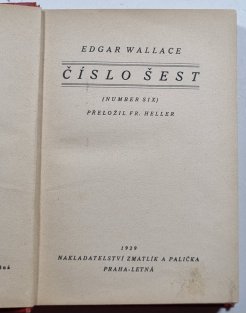 EDGAR WALLACE
ČÍSLO ŠEST
(NUMBER SIX)
PŘELOŽIL FR. HELLER
1929
NAKLADATELSTVÍ ZMATLÍK A PALIČKA
PRAHA-LETNÁ